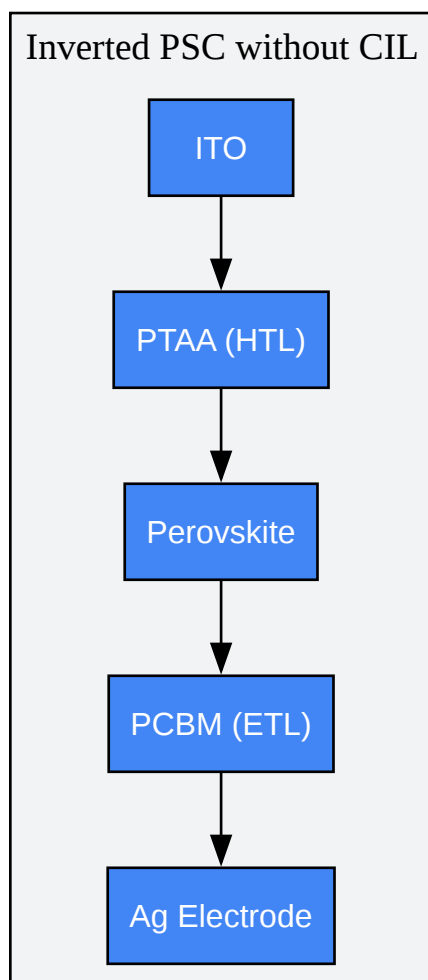 Inverted PSC without CIL
ITO
PTAA (HTL)
Perovskite
PCBM (ETL)
Ag Electrode